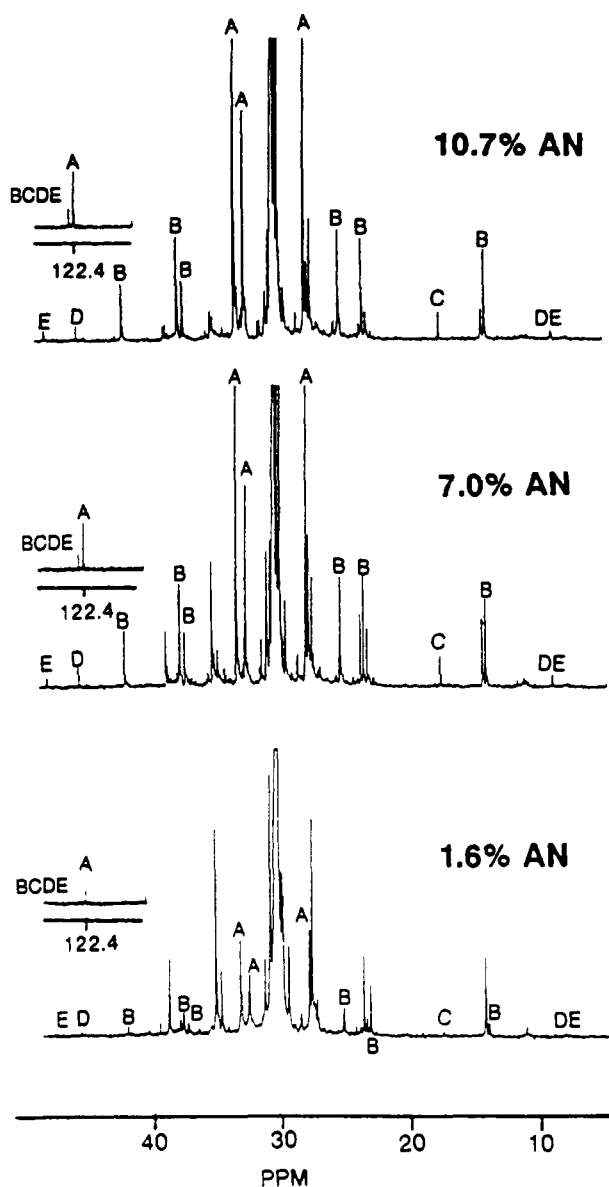 A A
A
10.7% AN
A
BCDE
122.4
B B B B B B
C
E D DE
A A
A
7.0% AN
A
BCDE
122.4
B B B B B B
C
E D DE
1.6% AN
A
BCDE
122.4
A A A
E D B B B B B C B DE
40 30 20 10
PPM